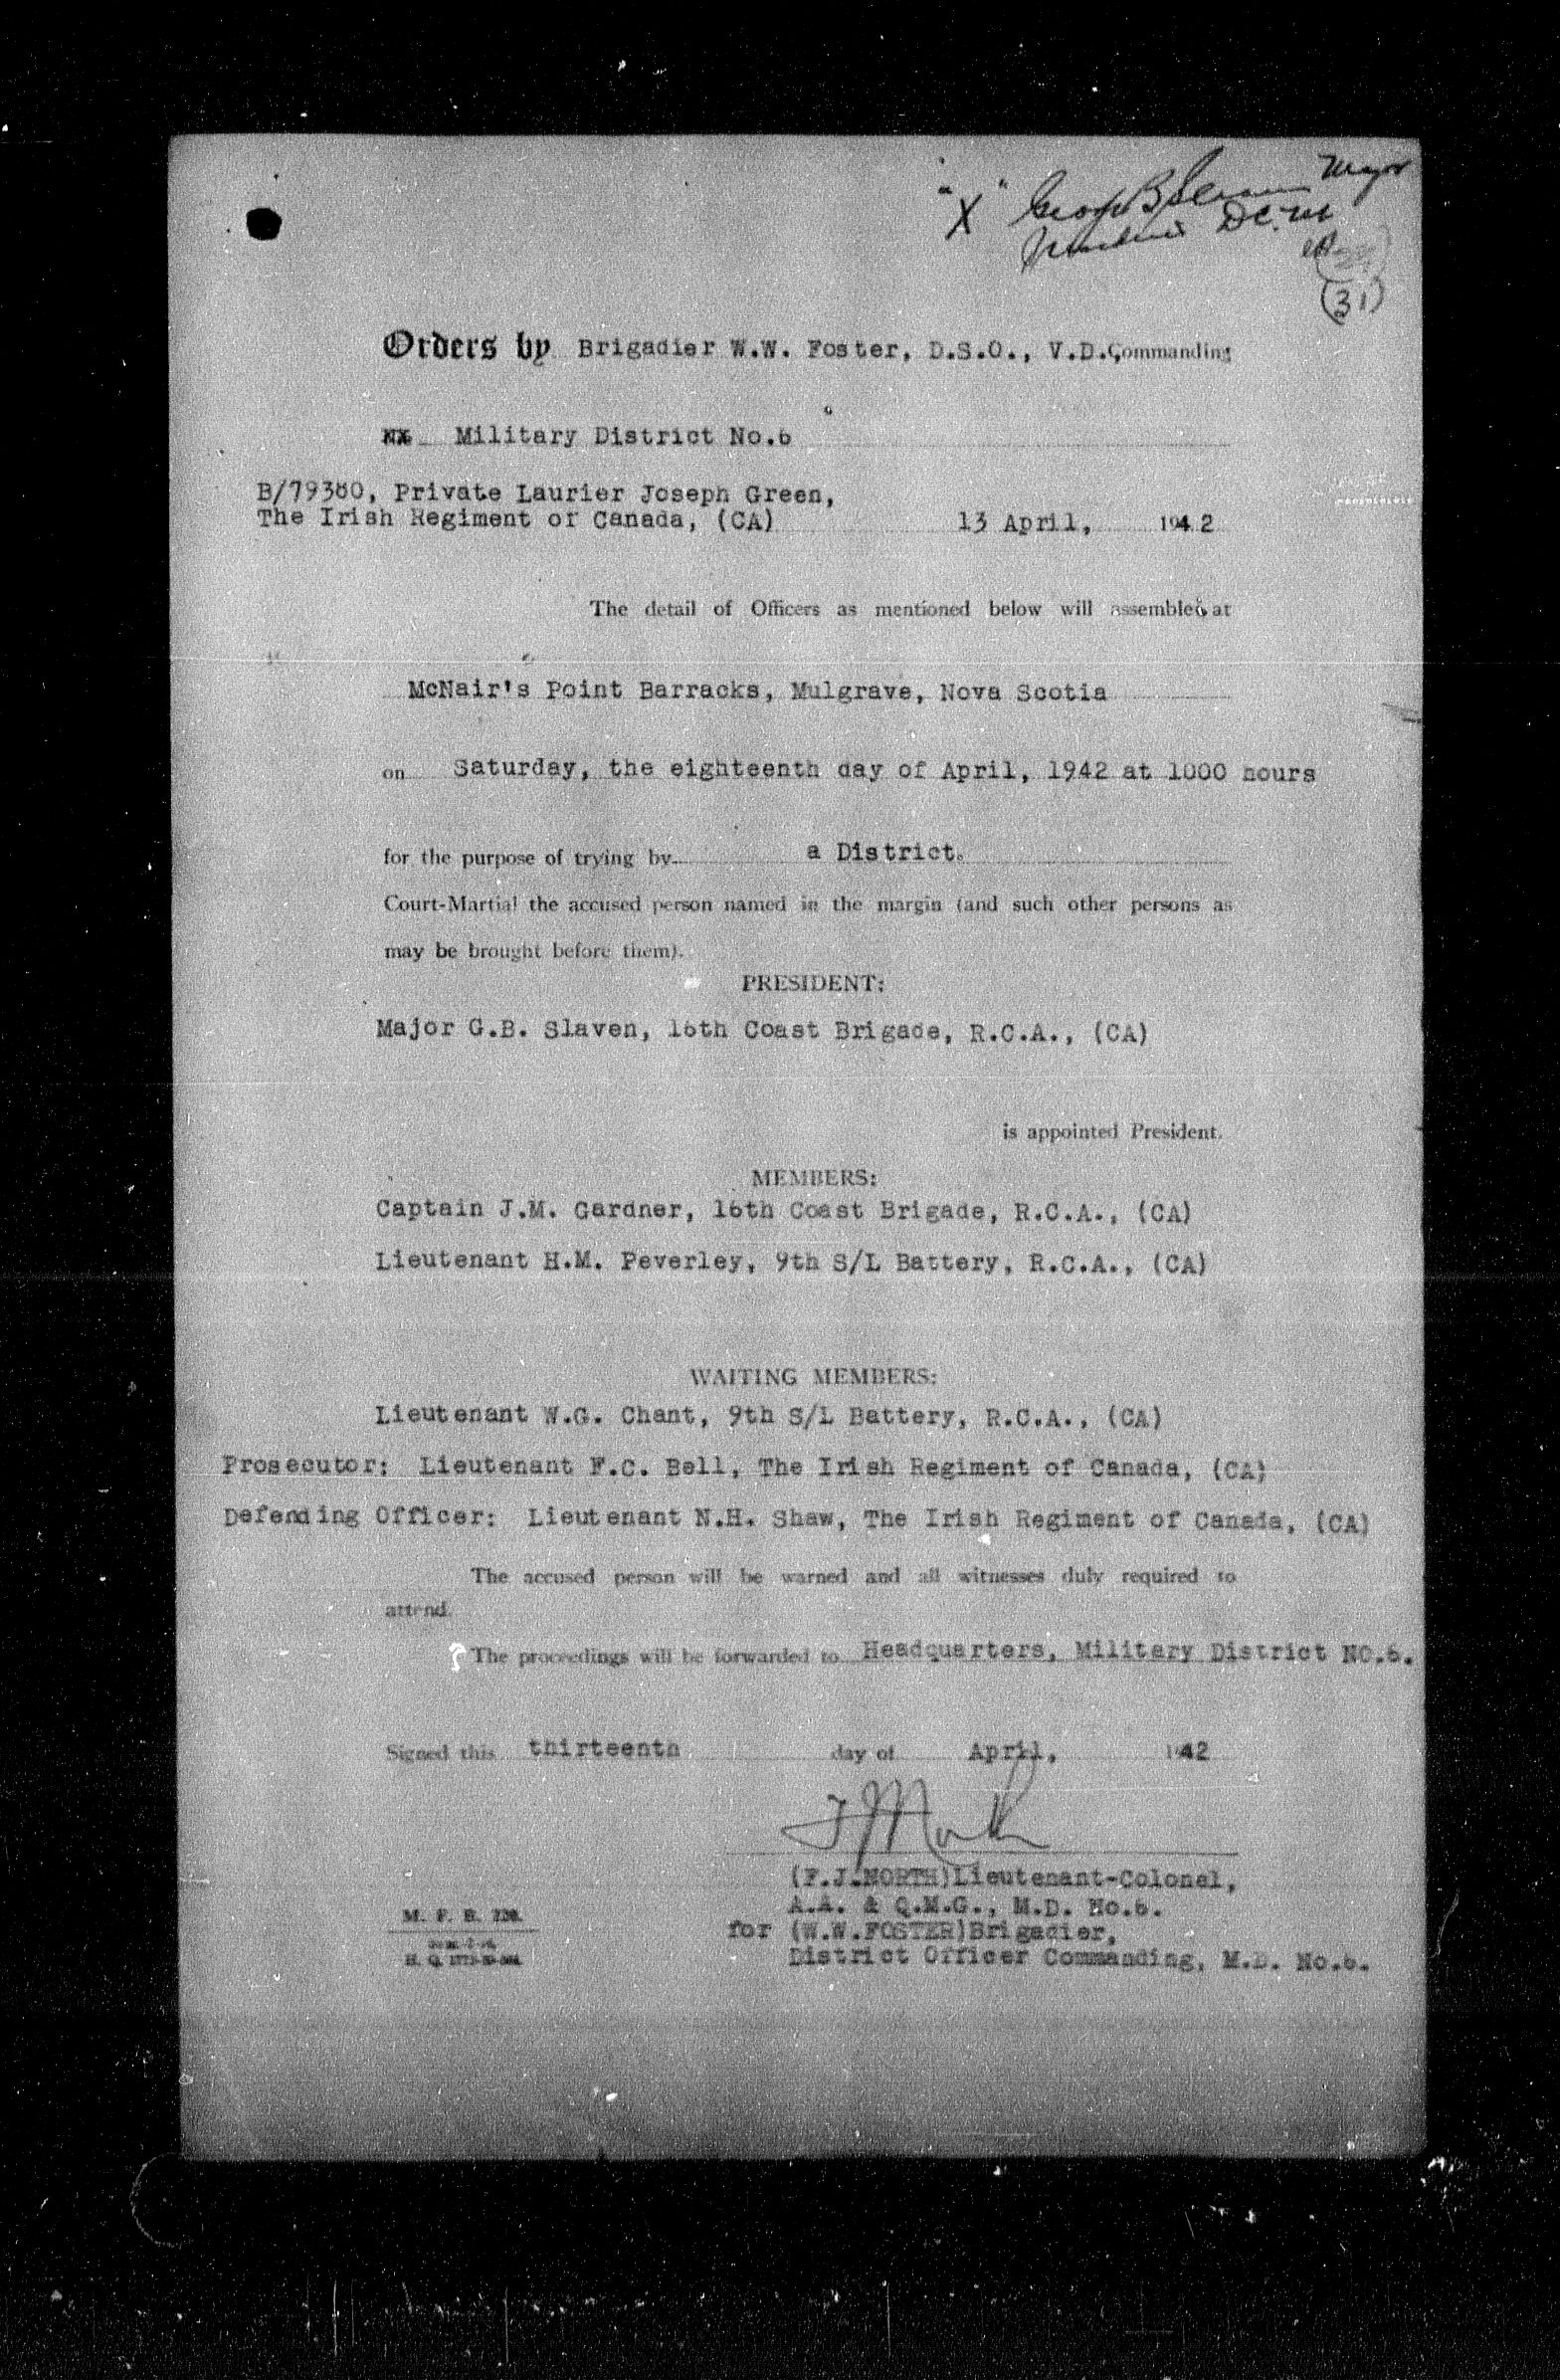 "X" Major
President D.C.M.
(31)
Orders by Brigadier W.W. Foster, D.S.O., V.D. Commanding
Military District No.6
B/79380, Private Laurier Joseph Green,
The Irish Regiment of Canada, (CA) 13 April, 1942
The detail of Officers as mentioned below will assemble at
McNair's Point Barracks, Mulgrave, Nova Scotia
on Saturday, the eighteenth day of April, 1942 at 1000 hours
for the purpose of trying by a District.
Court-Martial the accused person named in the margin (and such other persons as
may be brought before them).
PRESIDENT:
Major G.B. Slaven, 16th Coast Brigade, R.C.A., (CA)
is appointed President.
MEMBERS:
Captain J.M. Gardner, 16th Coast Brigade, R.C.A., (CA)
Lieutenant H.M. Peverley, 9th S/L Battery, R.C.A., (CA)
WAITING MEMBERS:
Lieutenant W.G. Chant, 9th S/L Battery, R.C.A., (CA)
Prosecutor: Lieutenant F.C. Bell, The Irish Regiment of Canada, (CA)
Defending Officer: Lieutenant N.H. Shaw, The Irish Regiment of Canada, (CA)
The accused person will be warned and all witnesses duly required to
attend.
The proceedings will be forwarded to Headquarters, Military District NO.6.
Signed this thirteenth day of April, 1942
(F.J.NORTH)Lieutenant-Colonel,
A.A. & Q.M.G., M.D. No.6.
for (W.W.FOSTER)Brigadier,
District Officer Commanding, M.D. No.6.
M. F. B.
H. Q.